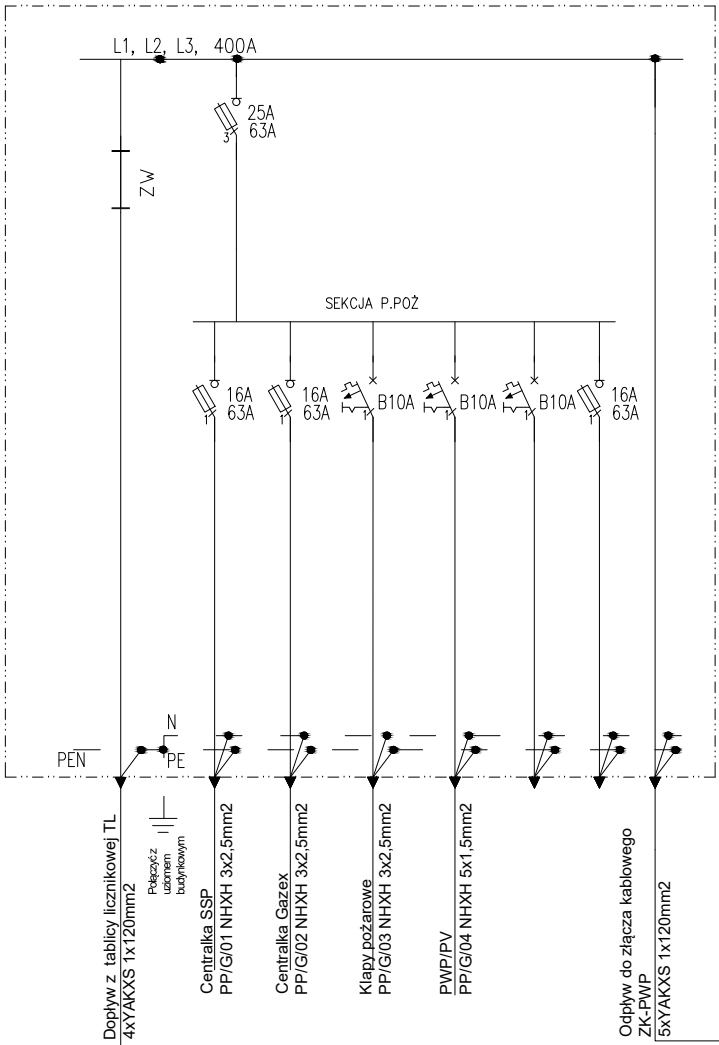 L1, L2, L3, 400A
25A
63A
3
ZW
SEKCJA P.POŻ
16A
63A
1
16A
63A
1
B10A
1
B10A
1
B10A
1
16A
63A
1
N
PEN
PE
Dopływ z tablicy licznikowej TL
4xYAKXS 1x120mm2
Połączyć z
uziomem
budynkowym
Centralka SSP
PP/G/01 NHXH 3x2,5mm2
Centralka Gazex
PP/G/02 NHXH 3x2,5mm2
Klapy pożarowe
PP/G/03 NHXH 3x2,5mm2
PWP/PV
PP/G/04 NHXH 5x1,5mm2
Odpływ do złącza kablowego
ZK-PWP
5xYAKXS 1x120mm2